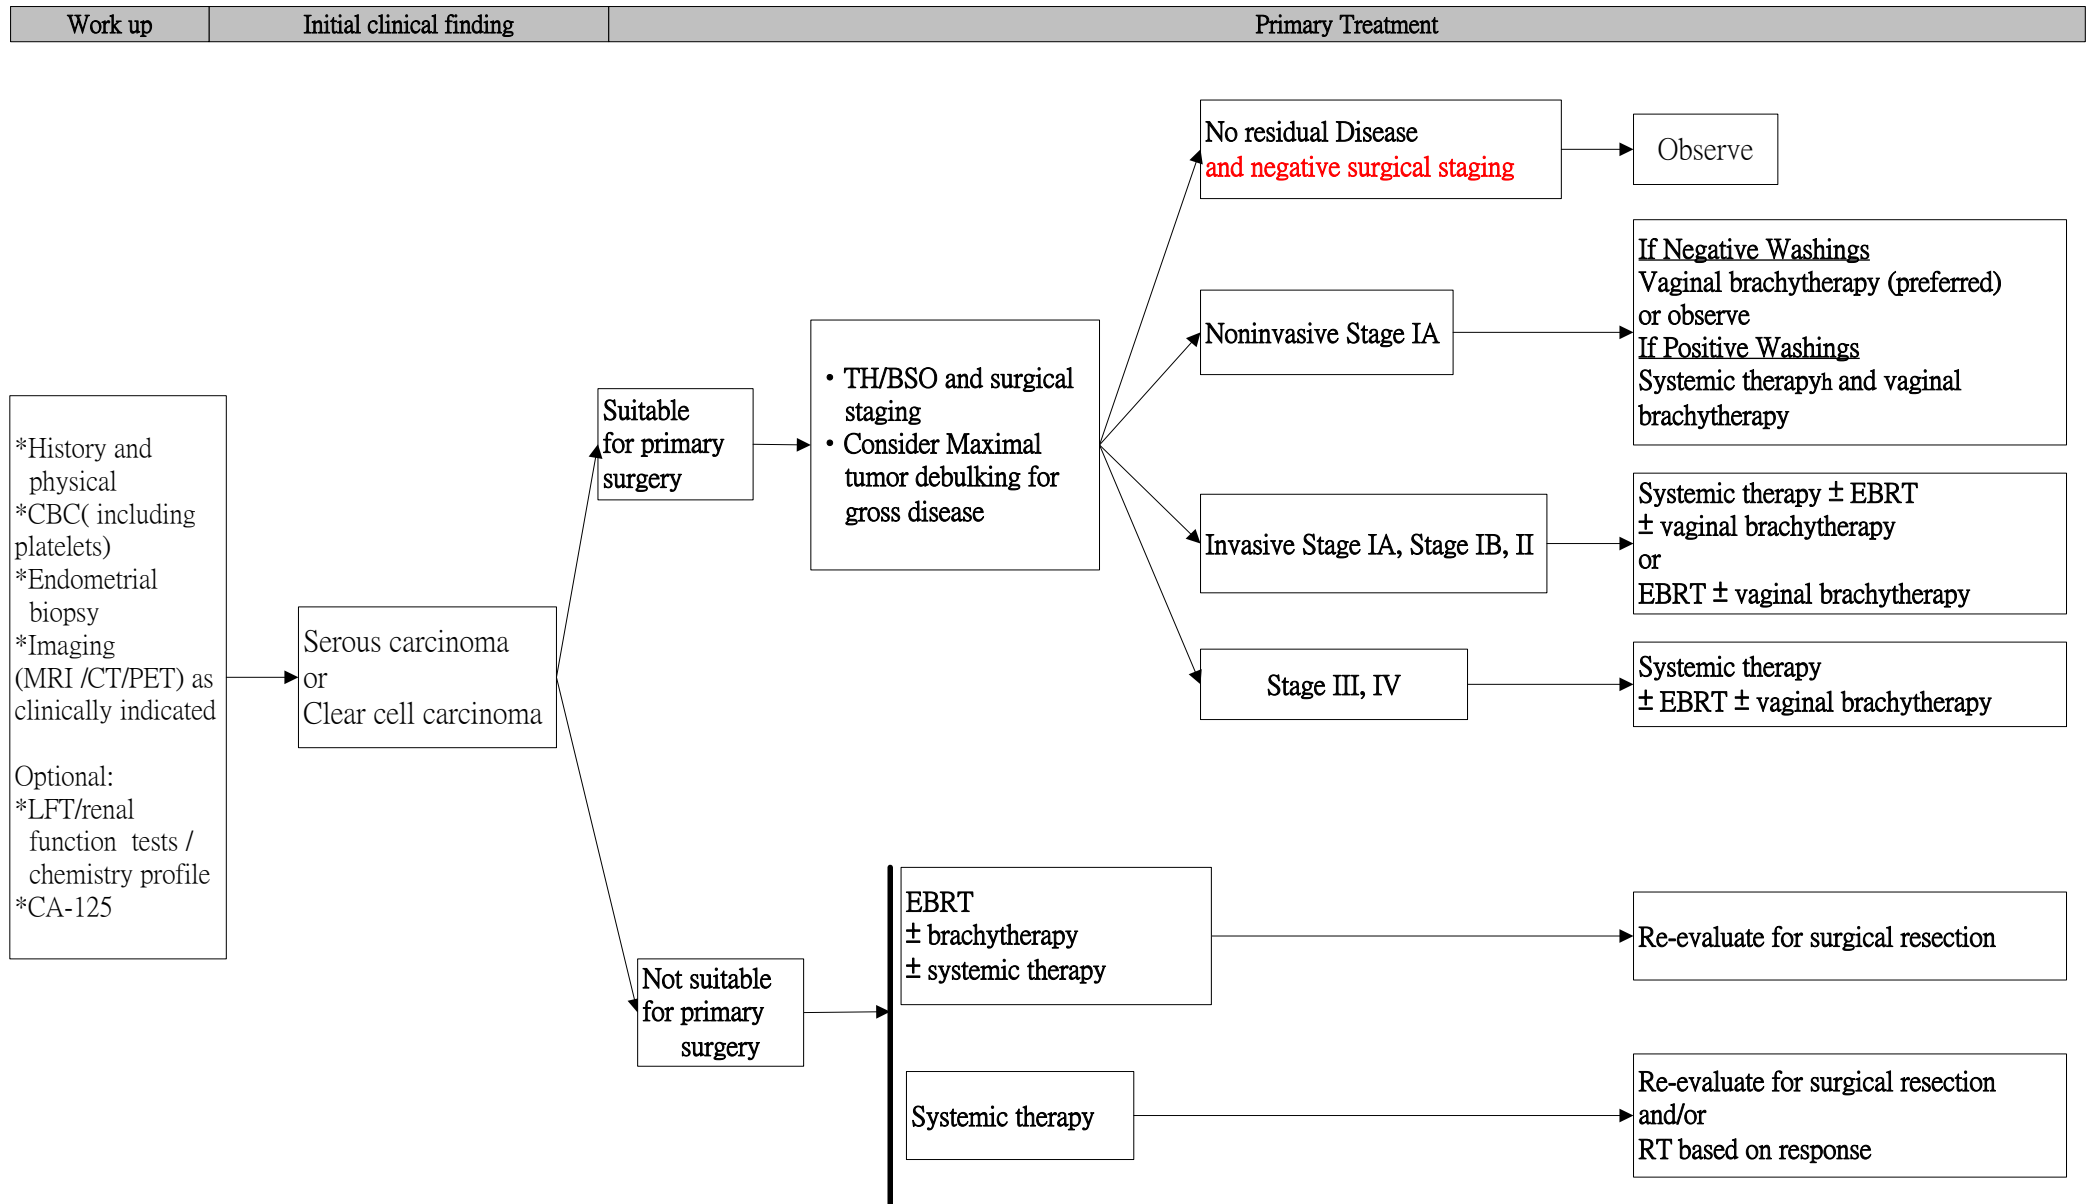 Work up
Initial clinical finding
Primary Treatment
*History and
physical
*CBC( including
platelets)
*Endometrial
biopsy
*Imaging
(MRI /CT/PET) as
clinically indicated
Optional:
*LFT/renal
function tests /
chemistry profile
*CA-125
Serous carcinoma
or
Clear cell carcinoma
Suitable
for primary
surgery
• TH/BSO and surgical
staging
• Consider Maximal
tumor debulking for
gross disease
No residual Disease
and negative surgical staging
Observe
Noninvasive Stage IA
If Negative Washings
Vaginal brachytherapy (preferred)
or observe
If Positive Washings
Systemic therapyh and vaginal
brachytherapy
Invasive Stage IA, Stage IB, II
Systemic therapy ± EBRT
± vaginal brachytherapy
or
EBRT ± vaginal brachytherapy
Stage III, IV
Systemic therapy
± EBRT ± vaginal brachytherapy
Not suitable
for primary
surgery
EBRT
± brachytherapy
± systemic therapy
Re-evaluate for surgical resection
Systemic therapy
Re-evaluate for surgical resection
and/or
RT based on response